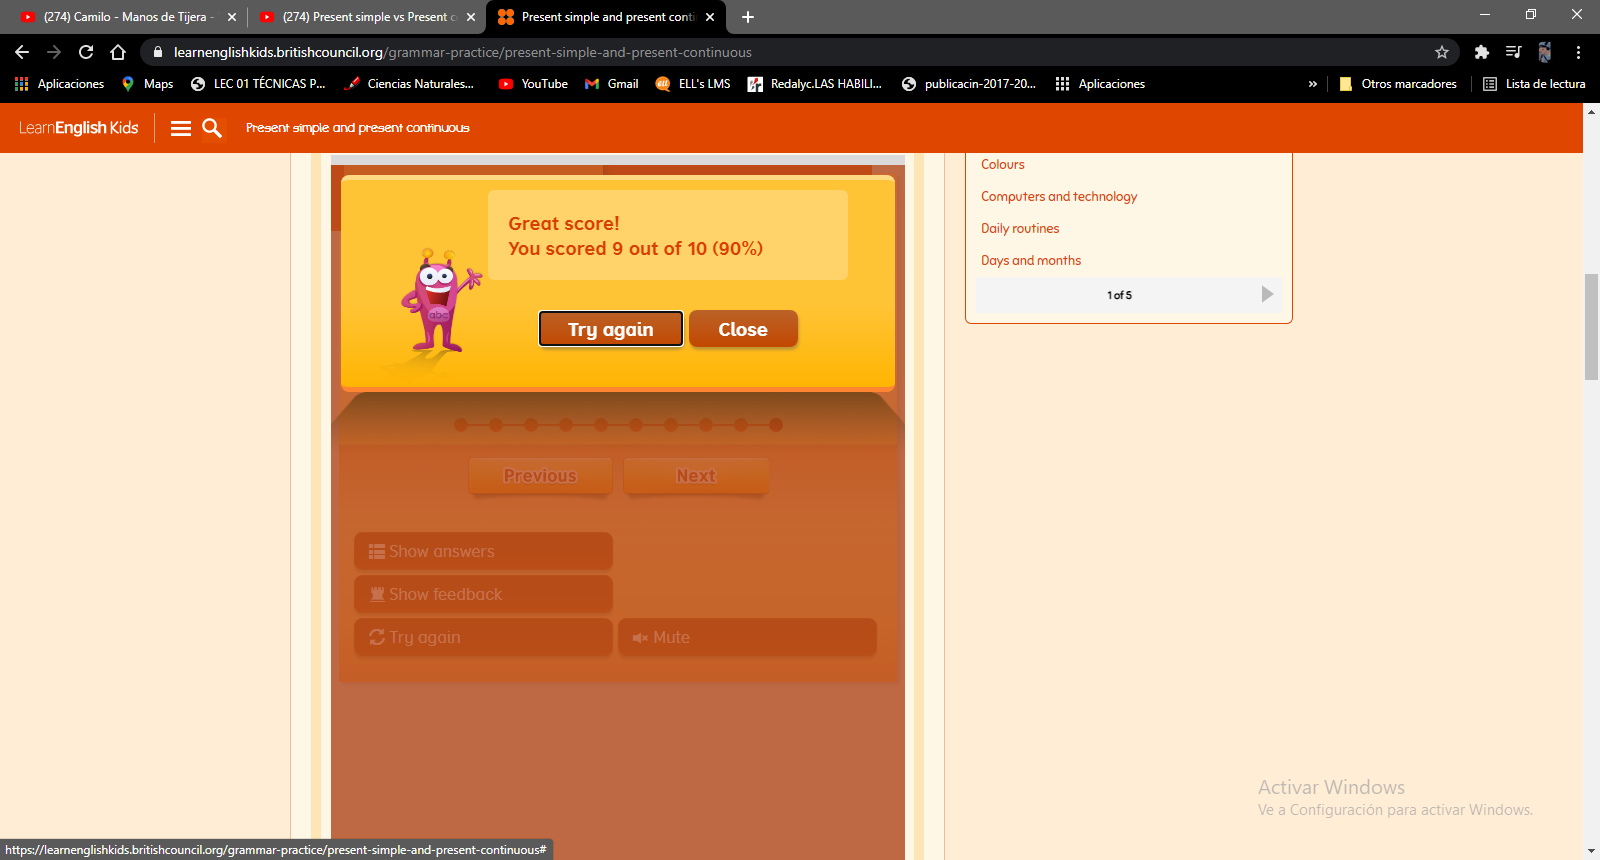 (274) Camilo - Manos de Tijera -
(274) Present simple vs Present c
Present simple and present conti
learnenglishkids.britishcouncil.org/grammar-practice/present-simple-and-present-continuous
Aplicaciones
Maps
LEC 01 TÉCNICAS P...
Ciencias Naturales...
YouTube
Gmail
ELL's LMS
Redalyc.LAS HABILI...
publicacin-2017-20...
Aplicaciones
»
Otros marcadores
Lista de lectura
LearnEnglish Kids
Present simple and present continuous
Great score!
You scored 9 out of 10 (90%)
abc
Try again
Close
Previous
Next
Show answers
Show feedback
Try again
Mute
Colours
Computers and technology
Daily routines
Days and months
1 of 5
Activar Windows
Ve a Configuración para activar Windows.
https://learnenglishkids.britishcouncil.org/grammar-practice/present-simple-and-present-continuous#